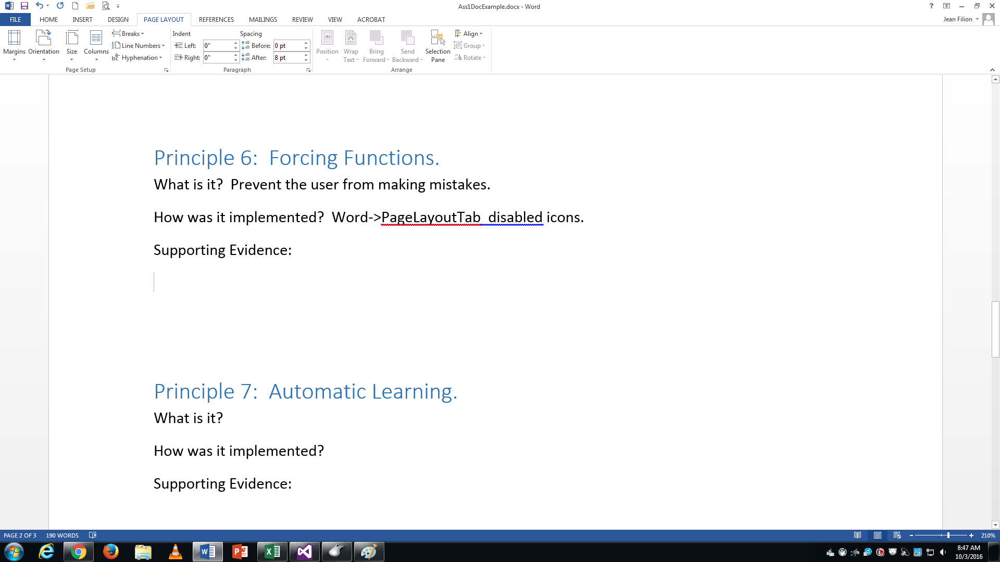 Ass1DocExample.docx - Word
FILE HOME INSERT DESIGN PAGE LAYOUT REFERENCES MAILINGS REVIEW VIEW ACROBAT Jean Filion
Margins
Orientation
Size
Columns
Breaks
Line Numbers
Hyphenation
Page Setup
Indent
Left: 0"
Right: 0"
Spacing
Before: 0 pt
After: 8 pt
Paragraph
Position
Wrap
Text
Bring
Forward
Send
Backward
Selection
Pane
Align
Group
Rotate
Arrange
Principle 6:  Forcing Functions.
What is it?  Prevent the user from making mistakes.
How was it implemented?  Word->PageLayoutTab  disabled icons.
Supporting Evidence:
Principle 7:  Automatic Learning.
What is it?
How was it implemented?
Supporting Evidence:
PAGE 2 OF 3 190 WORDS 210%
8:47 AM
10/3/2016